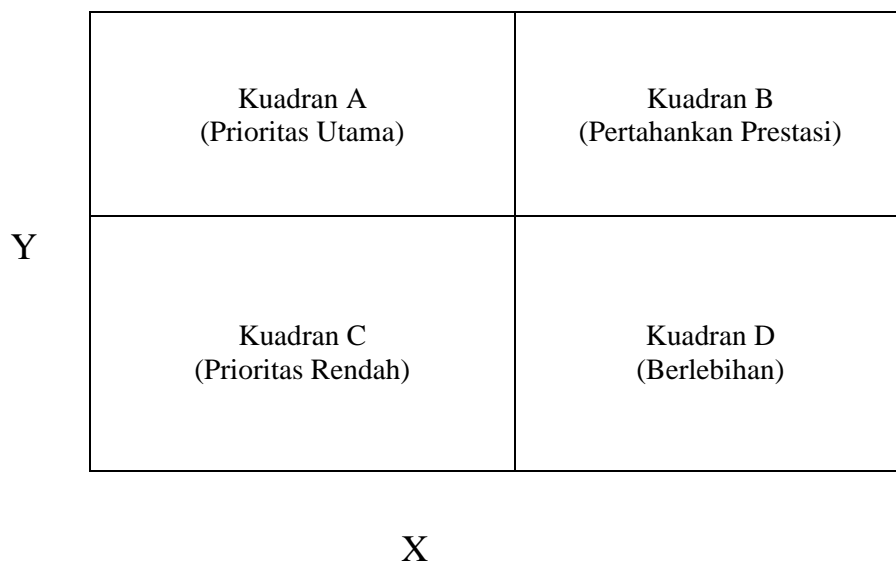 Kuadran A
(Prioritas Utama)
Kuadran B
(Pertahankan Prestasi)
Y
Kuadran C
(Prioritas Rendah)
Kuadran D
(Berlebihan)
X